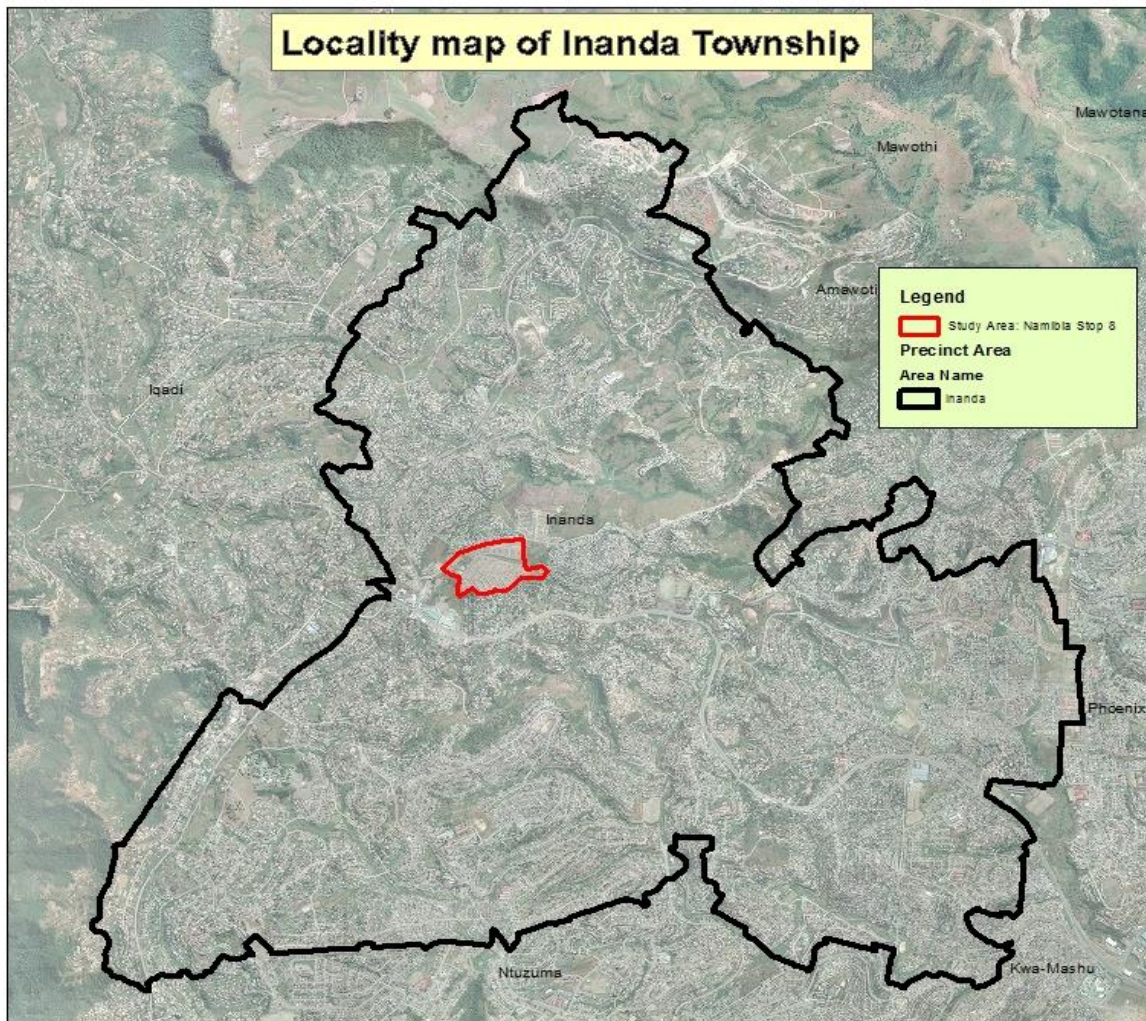 Locality map of Inanda Township
Mawotana
Mawothi
Amawoti
Legend
Study Area: Namibia Stop 8
Precinct Area
Area Name
Inanda
Iqadi
Inanda
Phoenix
Ntuzuma
Kwa-Mashu